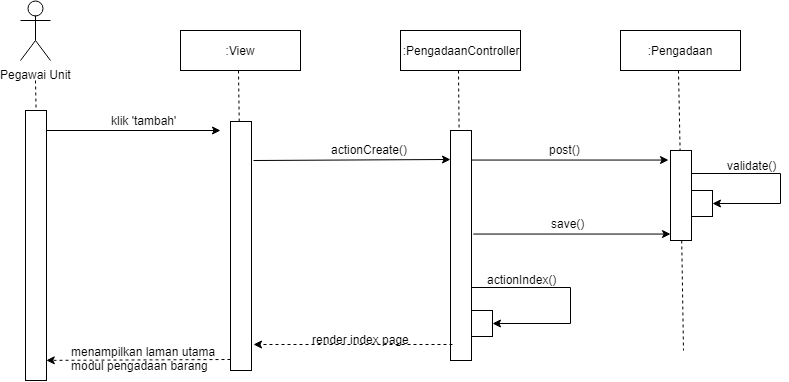 Pegawai Unit
:View
:PengadaanController
:Pengadaan
klik 'tambah'
actionCreate()
post()
validate()
save()
actionIndex()
render index page
menampilkan laman utama
modul pengadaan barang